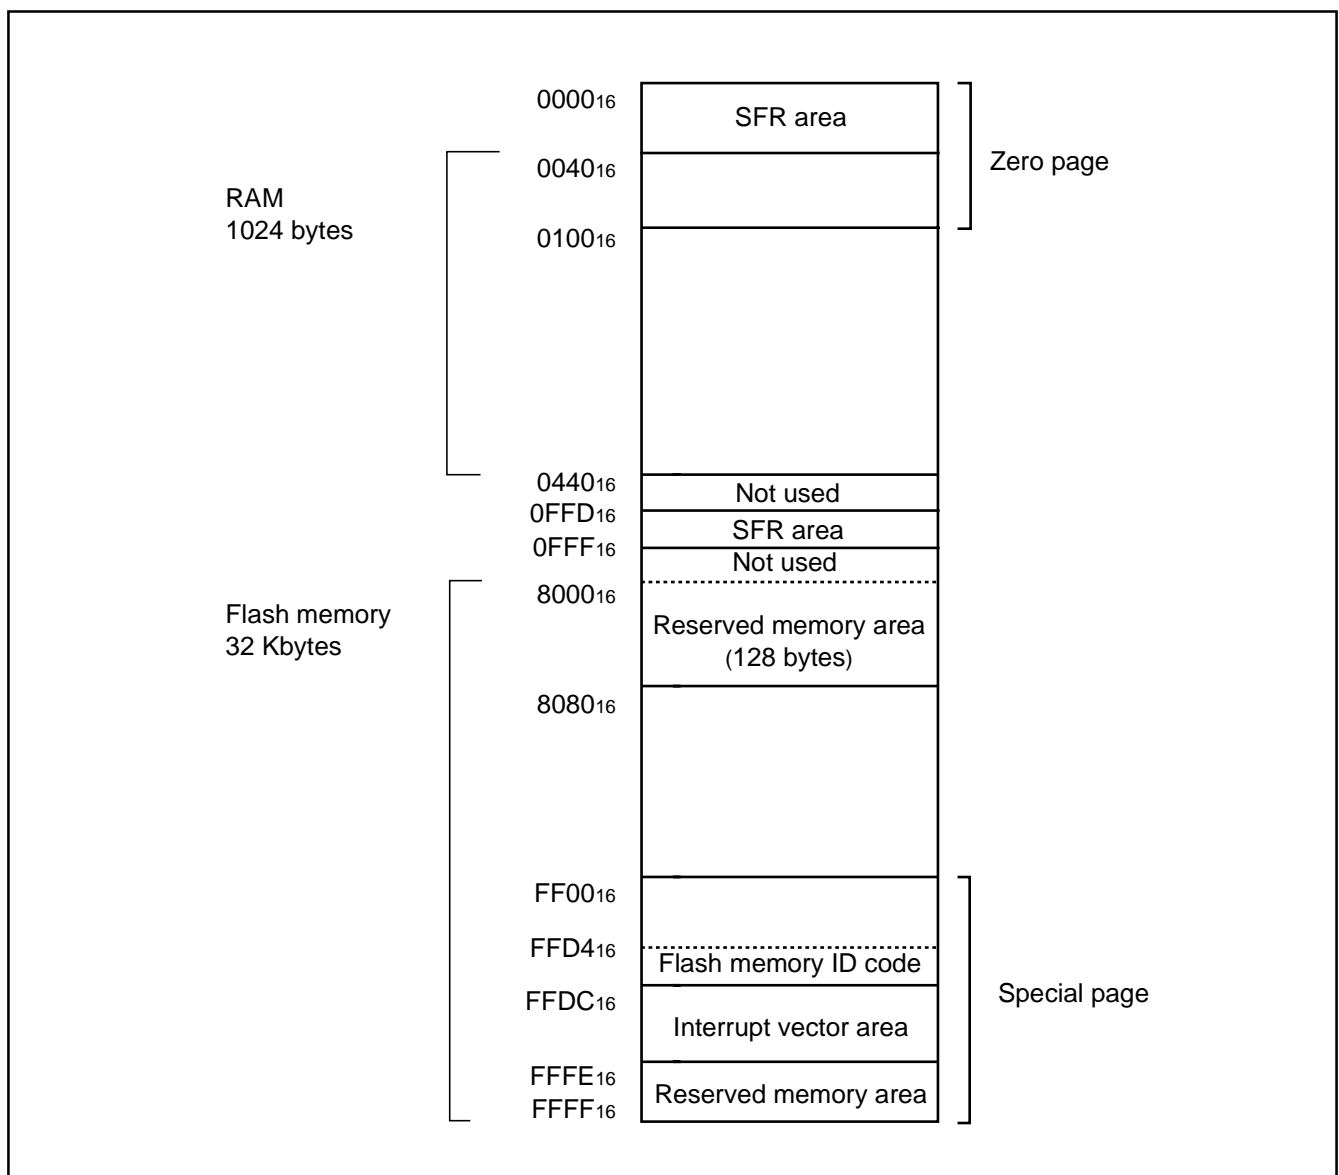 0000₁₆
SFR area
0040₁₆
Zero page
RAM
1024 bytes
0100₁₆
0440₁₆
Not used
0FFD₁₆
SFR area
0FFF₁₆
Not used
8000₁₆
Flash memory
32 Kbytes
Reserved memory area
(128 bytes)
8080₁₆
FF00₁₆
FFD4₁₆
Flash memory ID code
FFDC₁₆
Special page
Interrupt vector area
FFFE₁₆
Reserved memory area
FFFF₁₆